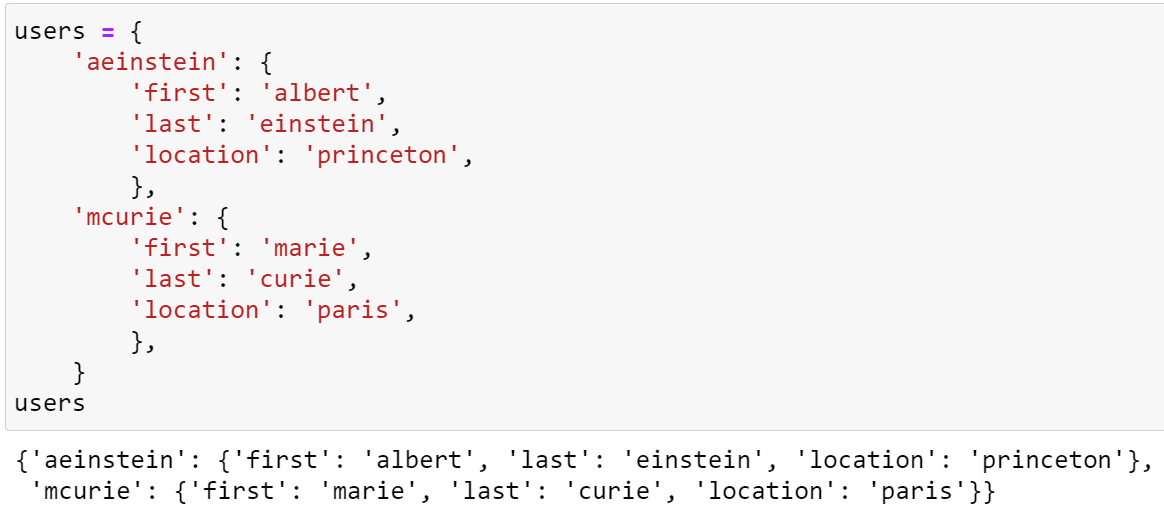 users = {
    'aeinstein': {
        'first': 'albert',
        'last': 'einstein',
        'location': 'princeton',
        },
    'mcurie': {
        'first': 'marie',
        'last': 'curie',
        'location': 'paris',
        },
    }
users
{'aeinstein': {'first': 'albert', 'last': 'einstein', 'location': 'princeton'},
 'mcurie': {'first': 'marie', 'last': 'curie', 'location': 'paris'}}